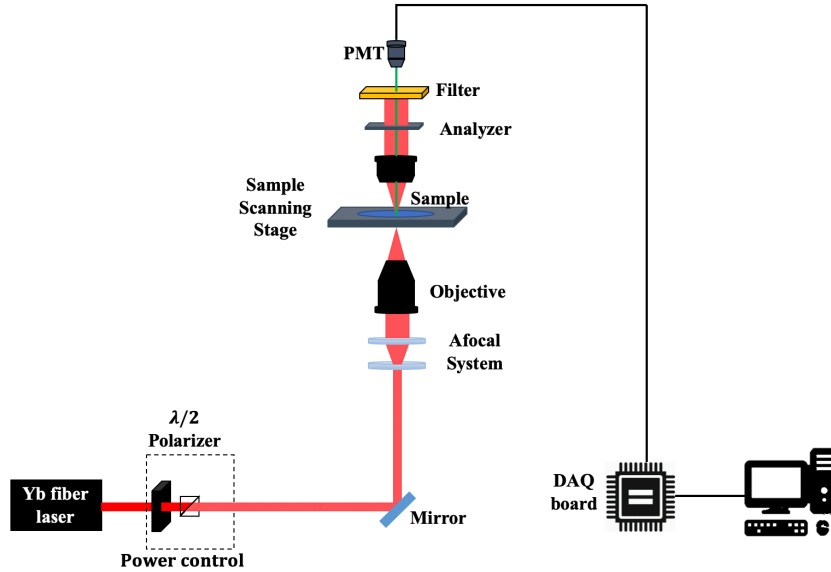 PMT
Filter
Analyzer
Sample
Scanning
Stage
Sample
Objective
Afocal
System
λ/2
Polarizer
Yb fiber
laser
Power control
Mirror
DAQ
board